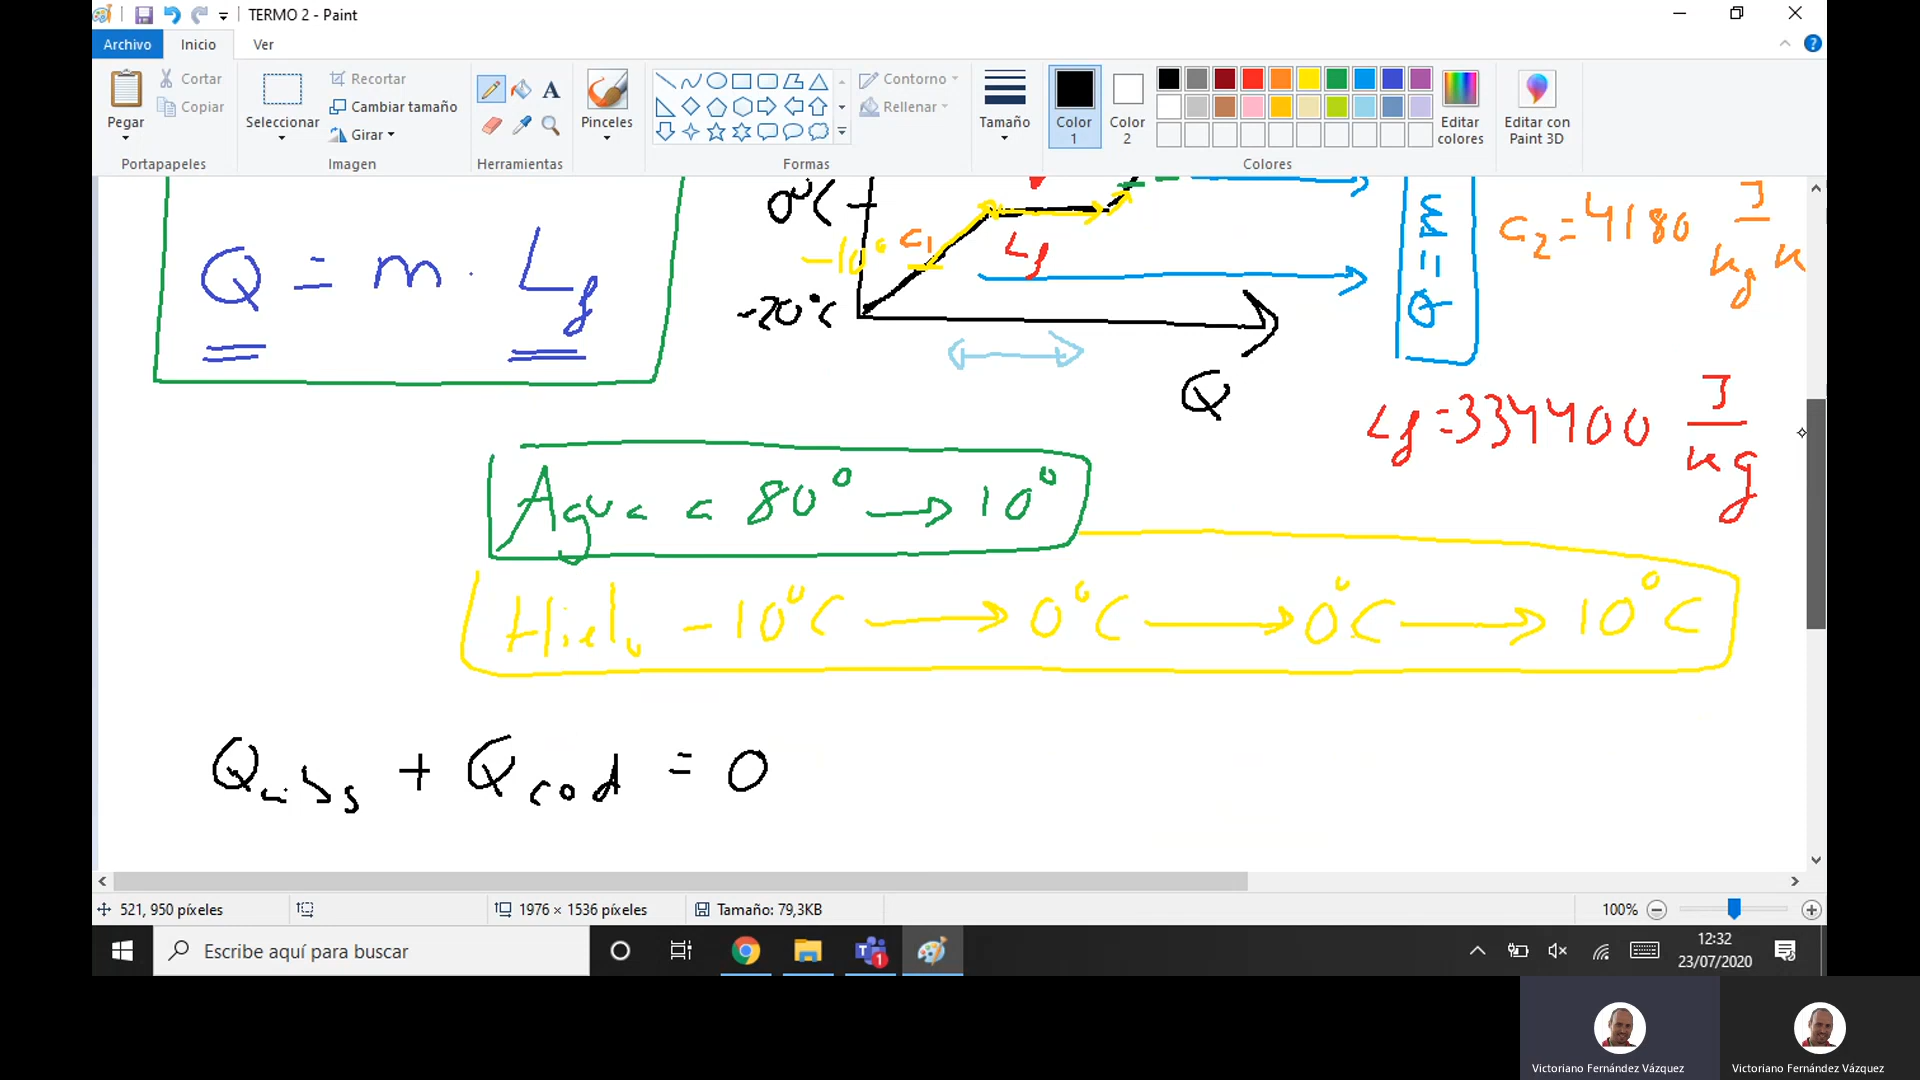 TERMO 2 - Paint
Archivo
Inicio
Ver
Pegar
Cortar
Copiar
Portapapeles
Seleccionar
Recortar
Cambiar tamaño
Girar
Imagen
A
Herramientas
Pinceles
Contorno
Rellenar
Formas
Tamaño
Color 1
Color 2
Editar colores
Editar con Paint 3D
Colores
Q = m · Lf
0°C
-10°
c1
Lf
-20°C
Q
c2 = 4180 J/kg K
Lf = 334400 J/kg
Agua a 80° → 10°
Hielo -10°C → 0°C → 0°C → 10°C
Qabs + Qced = 0
521, 950 píxeles
1976 × 1536 píxeles
Tamaño: 79,3KB
100%
Escribe aquí para buscar
12:32
23/07/2020
Victoriano Fernández Vázquez
Victoriano Fernández Vázquez